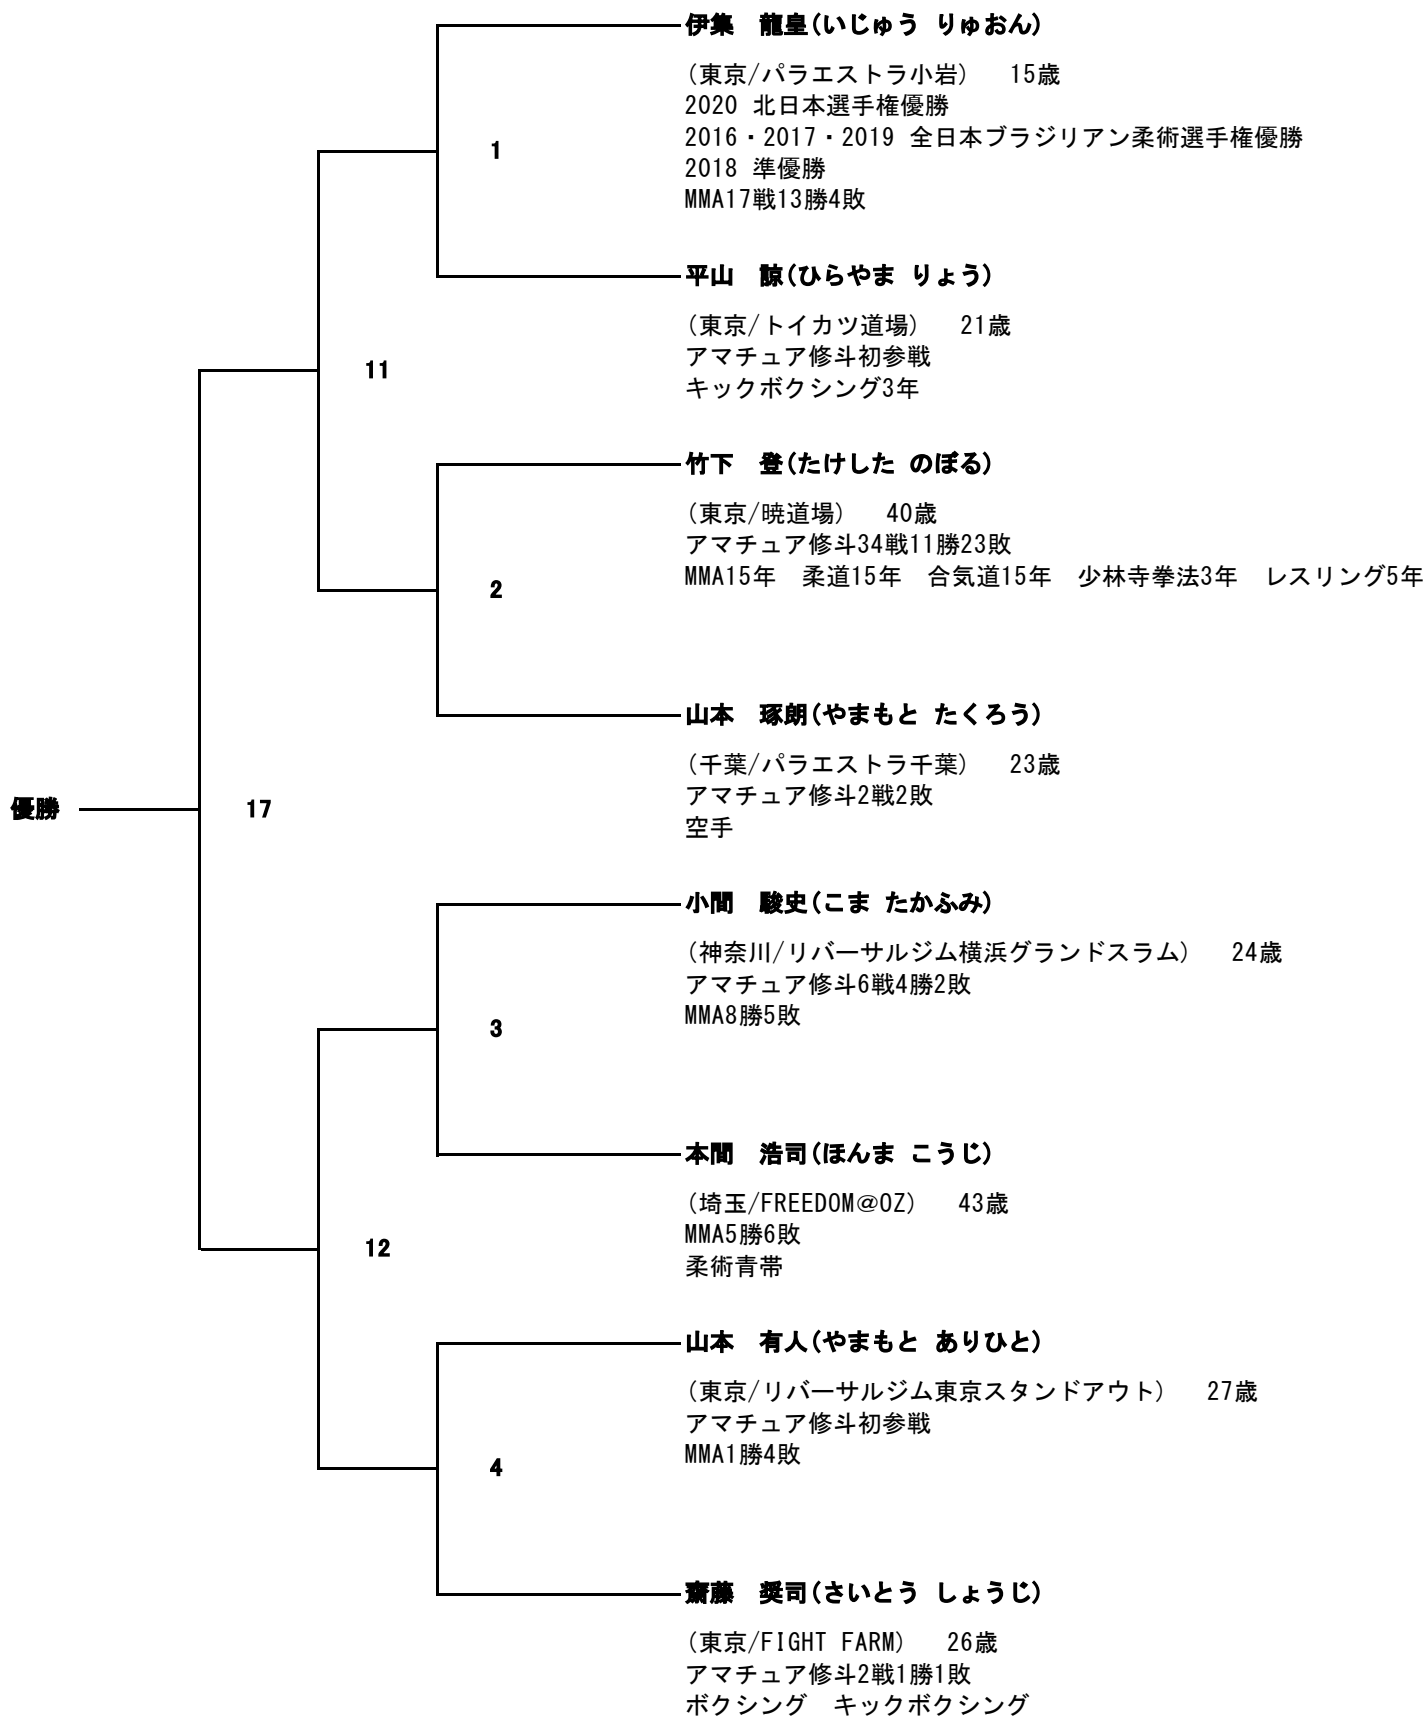 伊集　龍皇(いじゅう りゅおん)
(東京/パラエストラ小岩)　15歳
2020 北日本選手権優勝
1
2016・2017・2019 全日本ブラジリアン柔術選手権優勝
2018 準優勝
MMA17戦13勝4敗
平山　諒(ひらやま りょう)
(東京/トイカツ道場)　21歳
アマチュア修斗初参戦
11
キックボクシング3年
竹下　登(たけした のぼる)
(東京/暁道場)　40歳
アマチュア修斗34戦11勝23敗
MMA15年　柔道15年　合気道15年　少林寺拳法3年　レスリング5年
2
山本　琢朗(やまもと たくろう)
(千葉/パラエストラ千葉)　23歳
アマチュア修斗2戦2敗
優勝
17
空手
小間　駿史(こま たかふみ)
(神奈川/リバーサルジム横浜グランドスラム)　24歳
アマチュア修斗6戦4勝2敗
MMA8勝5敗
3
本間　浩司(ほんま こうじ)
(埼玉/FREEDOM@OZ)　43歳
MMA5勝6敗
12
柔術青帯
山本　有人(やまもと ありひと)
(東京/リバーサルジム東京スタンドアウト)　27歳
アマチュア修斗初参戦
MMA1勝4敗
4
齋藤　奨司(さいとう しょうじ)
(東京/FIGHT FARM)　26歳
アマチュア修斗2戦1勝1敗
ボクシング　キックボクシング